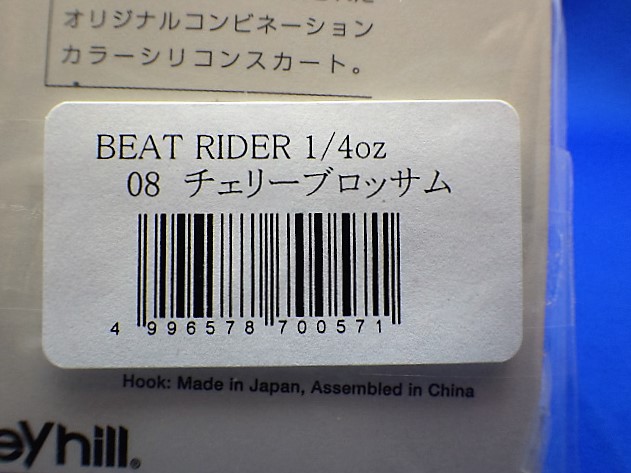 オリジナルコンビネーション
カラーシリコンスカート。
BEAT RIDER 1/4oz
08 チェリーブロッサム
4 996578 700571
Hook: Made in Japan, Assembled in China
eyhill®